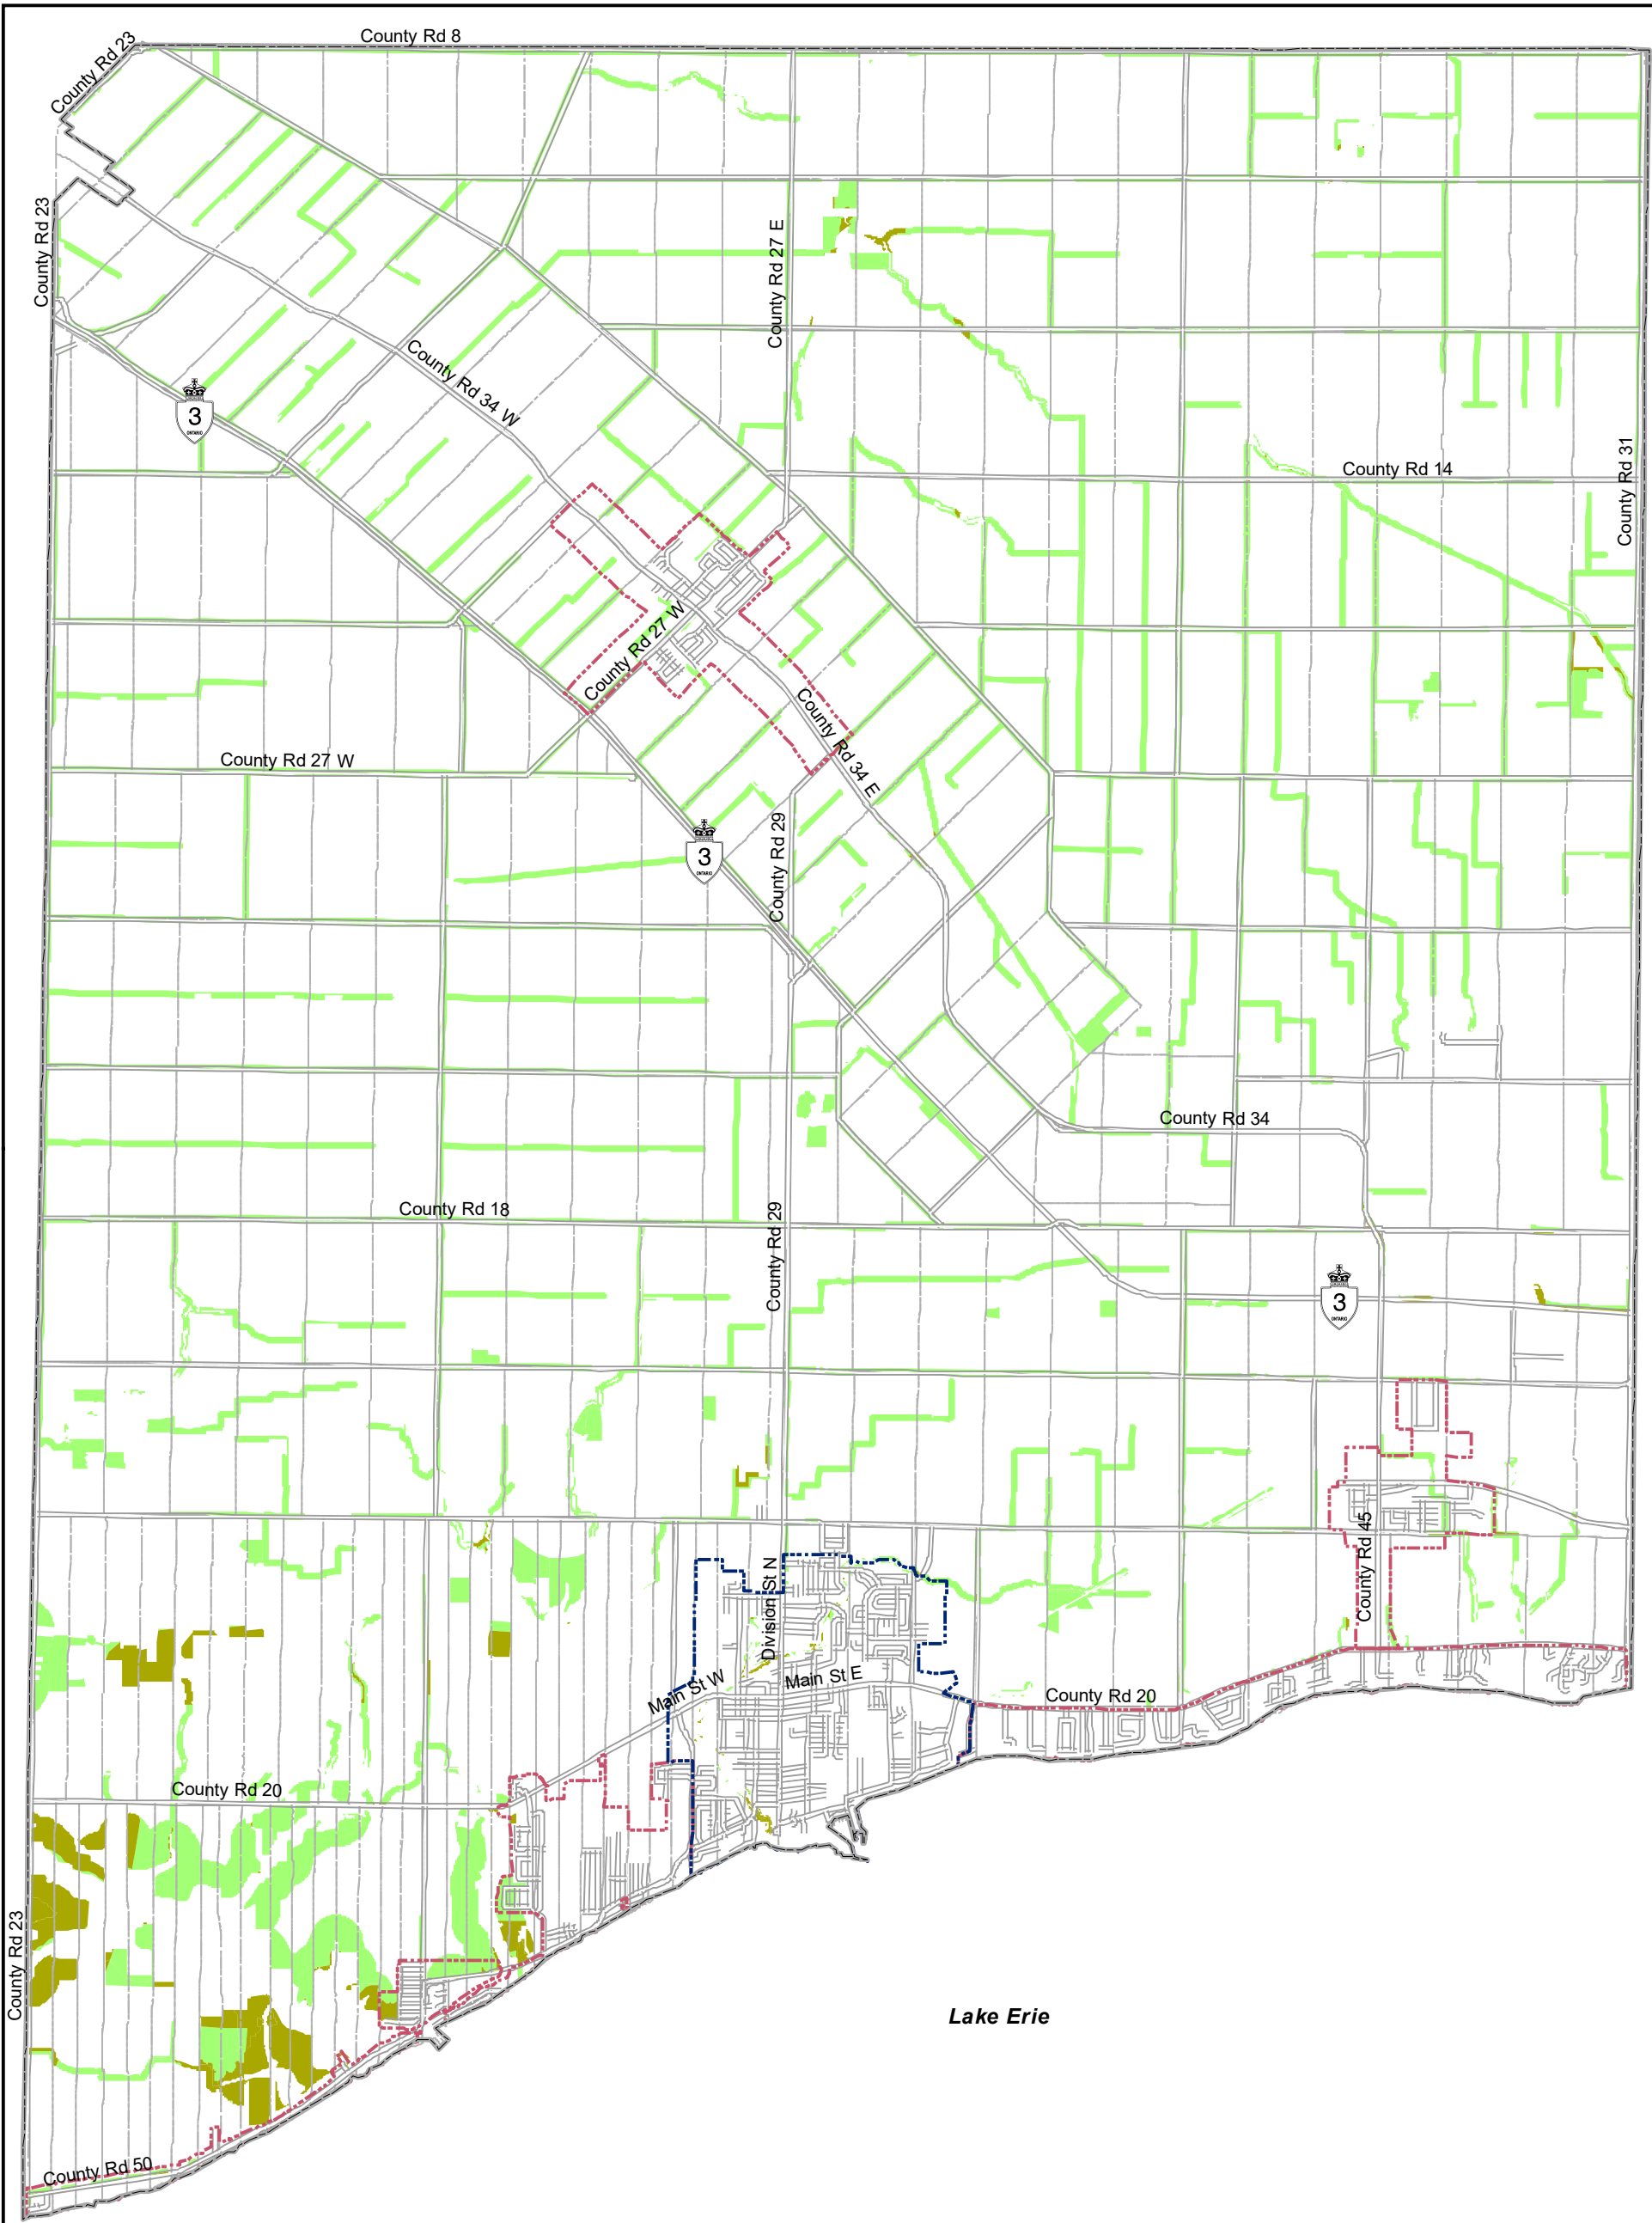 County Rd 8
County Rd 23
County Rd 23
County Rd 27 E
County Rd 34 W
3
ONTARIO
County Rd 14
County Rd 31
County Rd 27 W
County Rd 34 E
County Rd 27 W
3
ONTARIO
County Rd 29
County Rd 34
County Rd 18
County Rd 29
3
ONTARIO
County Rd 45
Division St N
Main St W
Main St E
County Rd 20
County Rd 20
County Rd 23
Lake Erie
County Rd 50